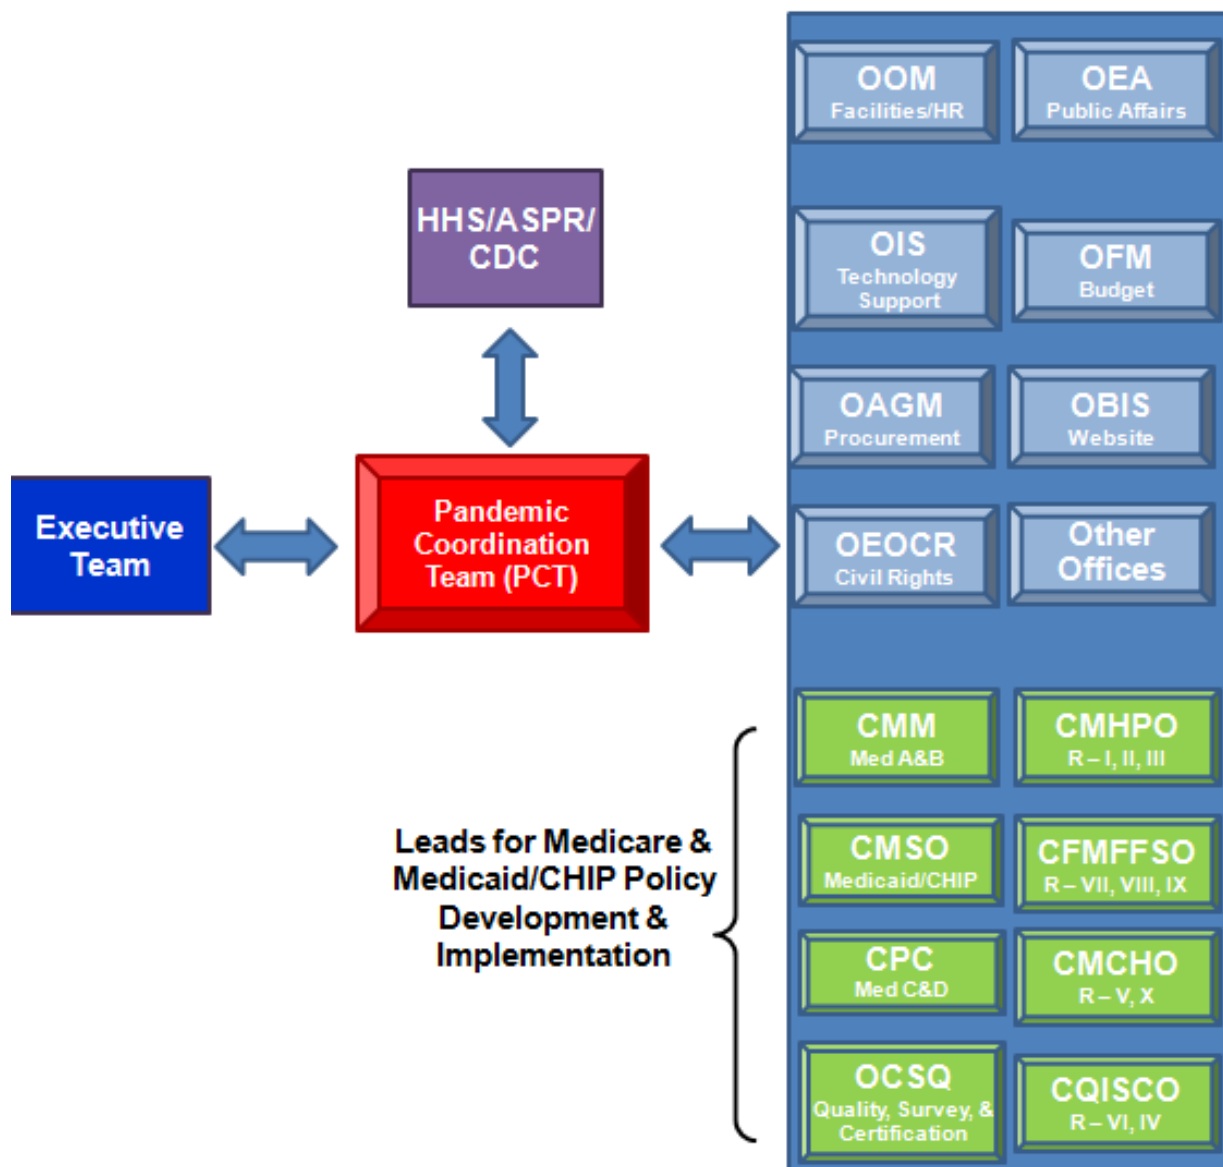 OOM
Facilities/HR
OEA
Public Affairs
HHS/ASPR/
CDC
OIS
Technology
Support
OFM
Budget
OAGM
Procurement
OBIS
Website
Executive
Team
Pandemic
Coordination
Team (PCT)
OEOCR
Civil Rights
Other
Offices
Leads for Medicare &
Medicaid/CHIP Policy
Development &
Implementation
CMM
Med A&B
CMHPO
R – I, II, III
CMSO
Medicaid/CHIP
CFMFFSO
R – VII, VIII, IX
CPC
Med C&D
CMCHO
R – V, X
OCSQ
Quality, Survey, &
Certification
CQISCO
R – VI, IV